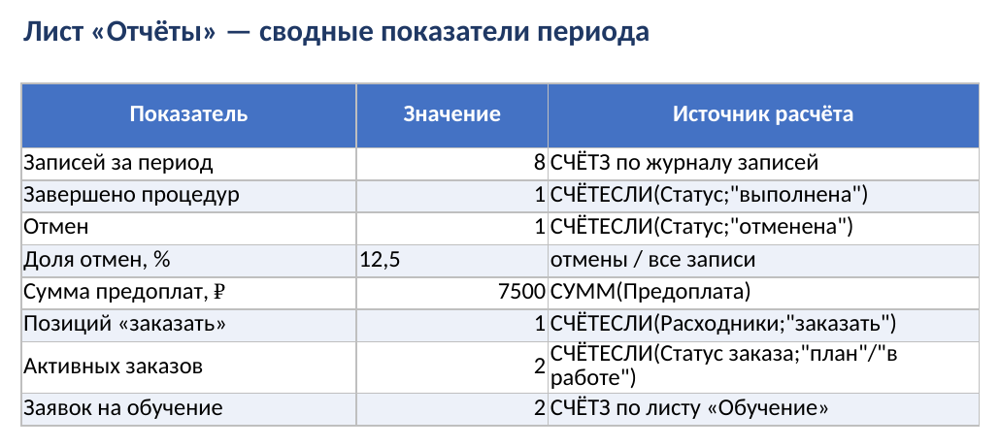 Лист «Отчёты» — сводные показатели периода
Показатель Значение Источник расчёта
Записей за период 8 СЧЁТЗ по журналу записей
Завершено процедур 1 СЧЁТЕСЛИ(Статус;"выполнена")
Отмен 1 СЧЁТЕСЛИ(Статус;"отменена")
Доля отмен, % 12,5 отмены / все записи
Сумма предоплат, ₽ 7500 СУММ(Предоплата)
Позиций «заказать» 1 СЧЁТЕСЛИ(Расходники;"заказать")
Активных заказов 2 СЧЁТЕСЛИ(Статус заказа;"план"/"в
работе")
Заявок на обучение 2 СЧЁТЗ по листу «Обучение»